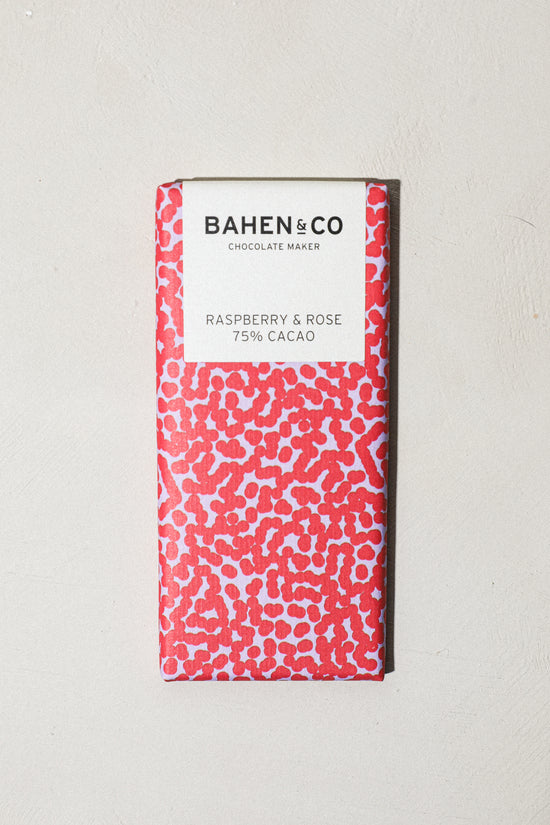 BAHEN & CO
CHOCOLATE MAKER
RASPBERRY & ROSE
75% CACAO